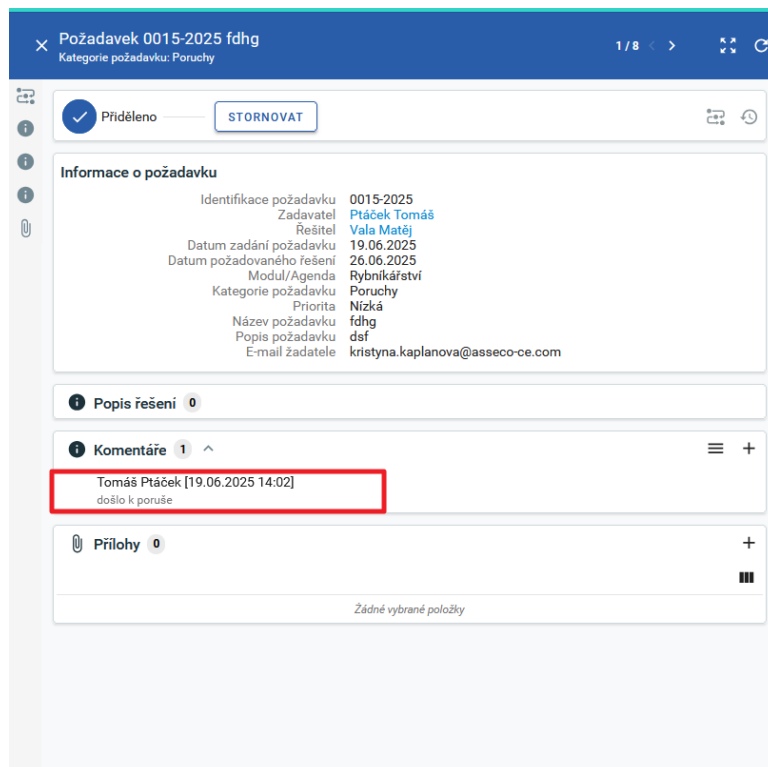 Požadavek 0015-2025 fdhg
Kategorie požadavku: Poruchy
1 / 8
Přiděleno
STORNOVAT
Informace o požadavku
Identifikace požadavku 0015-2025
Zadavatel Ptáček Tomáš
Řešitel Vala Matěj
Datum zadání požadavku 19.06.2025
Datum požadovaného řešení 26.06.2025
Modul/Agenda Rybníkářství
Kategorie požadavku Poruchy
Priorita Nízká
Název požadavku fdhg
Popis požadavku dsf
E-mail žadatele kristyna.kaplanova@asseco-ce.com
Popis řešení 0
Komentáře 1
Tomáš Ptáček [19.06.2025 14:02]
došlo k poruše
Přílohy 0
Žádné vybrané položky